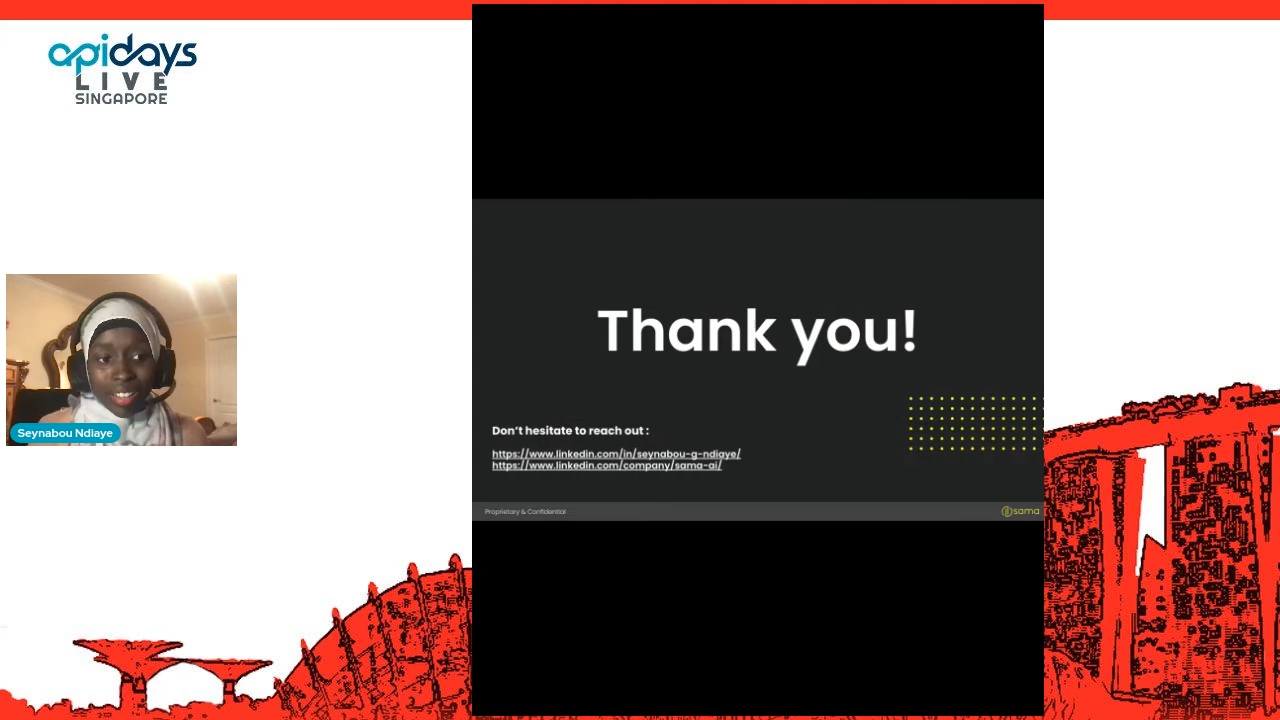 apidays
LIVE
SINGAPORE
Seynabou Ndiaye
Thank you!
Don't hesitate to reach out :
https://www.linkedin.com/in/seynabou-g-ndiaye/
https://www.linkedin.com/company/sama-ai/
Proprietary & Confidential
sama